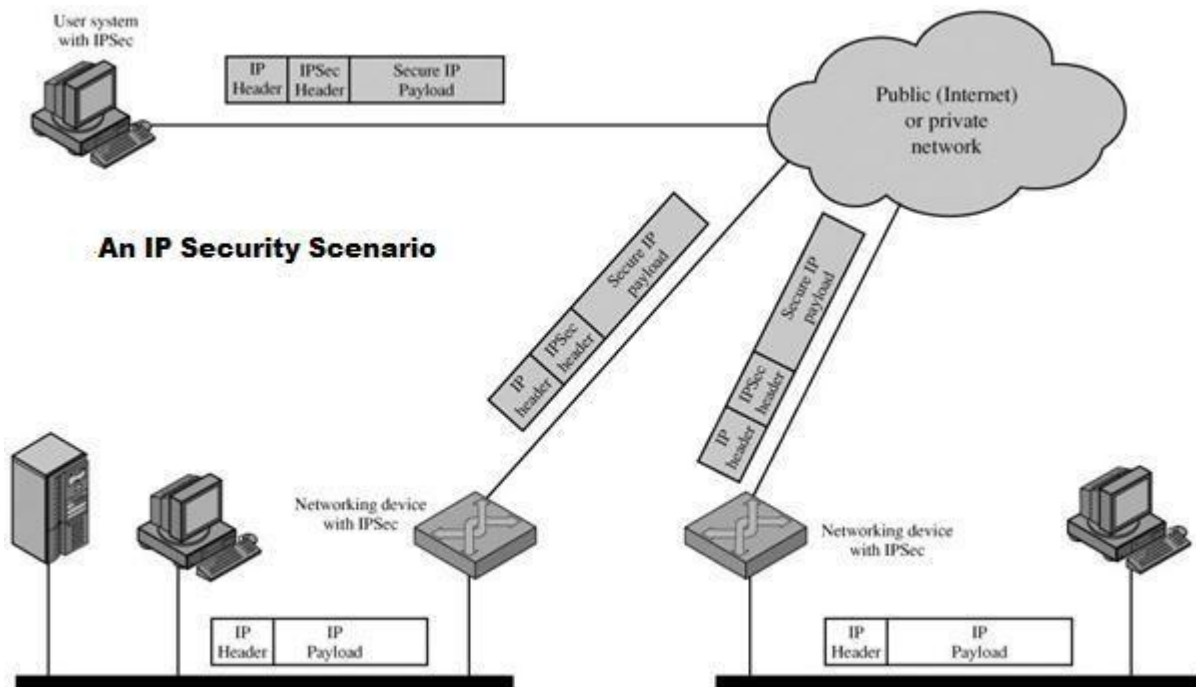 User system
with IPSec
IP
Header
IPSec
Header
Secure IP
Payload
Public (Internet)
or private
network
An IP Security Scenario
IP
header
IPSec
header
Secure IP
payload
IP
header
IPSec
header
Secure IP
payload
Networking device
with IPSec
Networking device
with IPSec
IP
Header
IP
Payload
IP
Header
IP
Payload